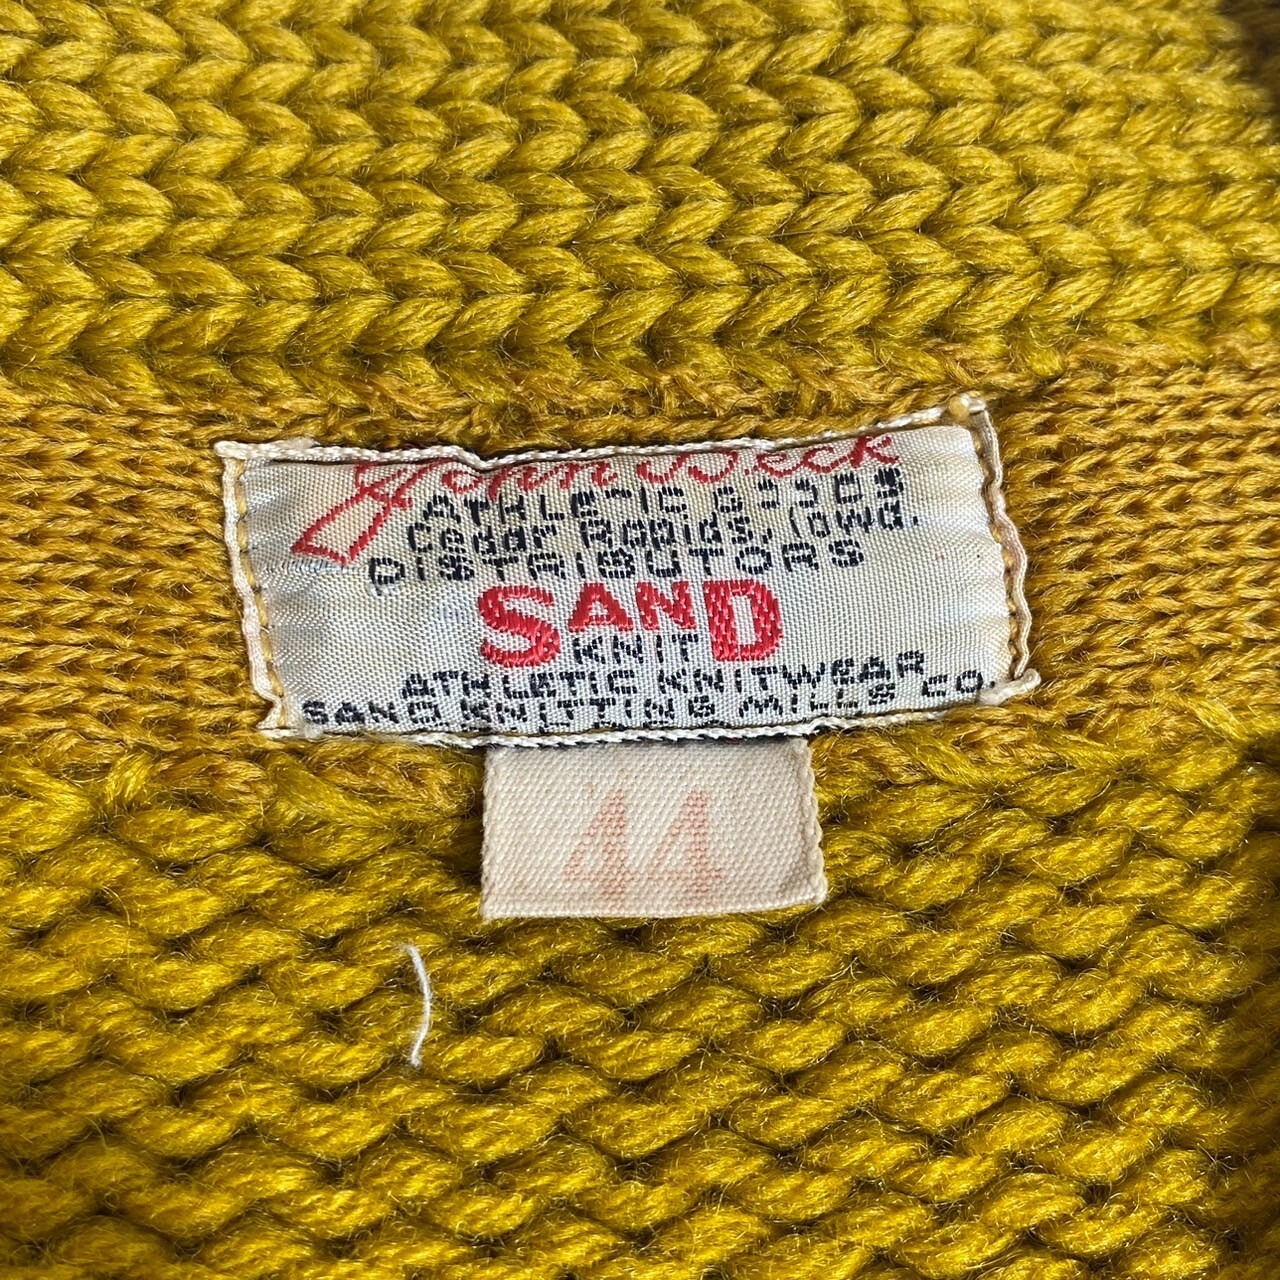 John Beck
ATHLETIC GOODS
Cedar Rapids, Iowa.
DISTRIBUTORS
SAND
KNIT
ATHLETIC KNITWEAR
SAND KNITTING MILLS CO.
44